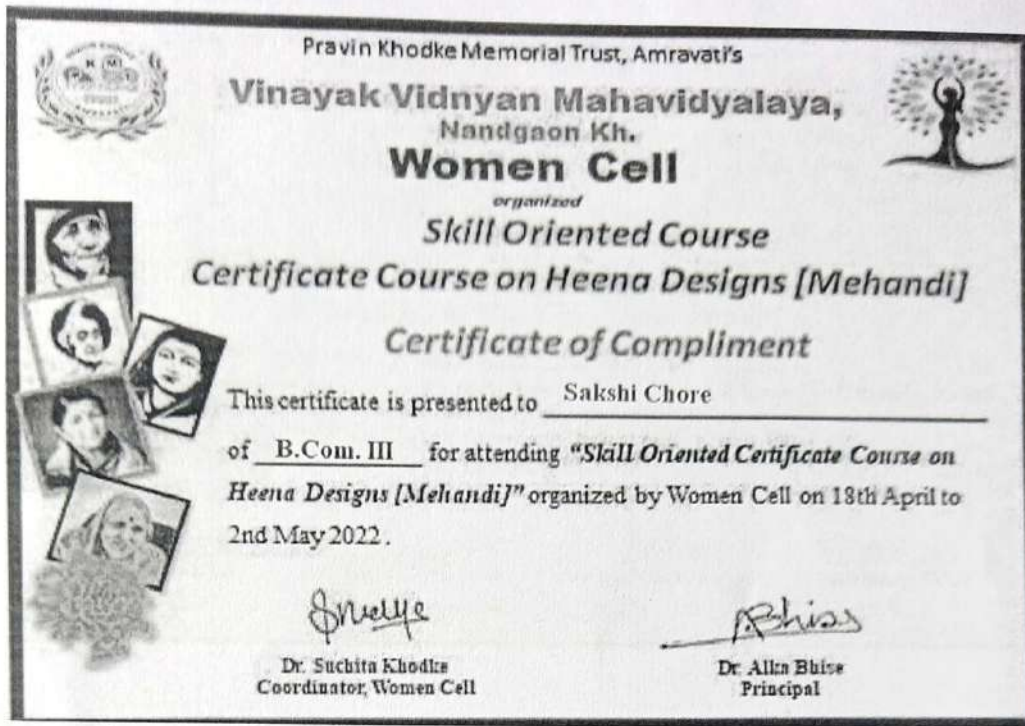 Pravin Khodke Memorial Trust, Amravati's
Vinayak Vidnyan Mahavidyalaya,
Nandgaon Kh.
Women Cell
organized
Skill Oriented Course
Certificate Course on Heena Designs [Mehandi]
Certificate of Compliment
This certificate is presented to Sakshi Chore
of B.Com. III for attending "Skill Oriented Certificate Course on
Heena Designs [Mehandi]" organized by Women Cell on 18th April to
2nd May 2022.
Dr. Suchita Khodke
Coordinator, Women Cell
Dr. Alka Bhise
Principal